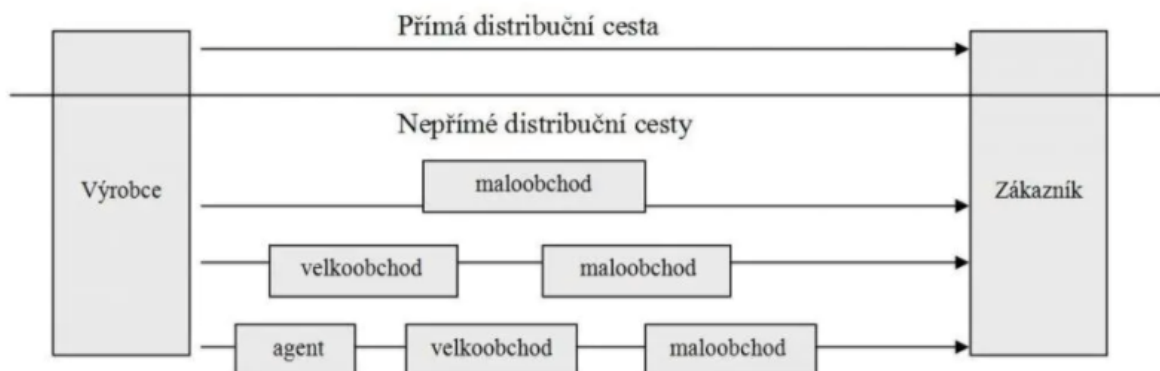 Přímá distribuční cesta
Nepřímé distribuční cesty
Výrobce
maloobchod
Zákazník
velkoobchod
maloobchod
agent
velkoobchod
maloobchod